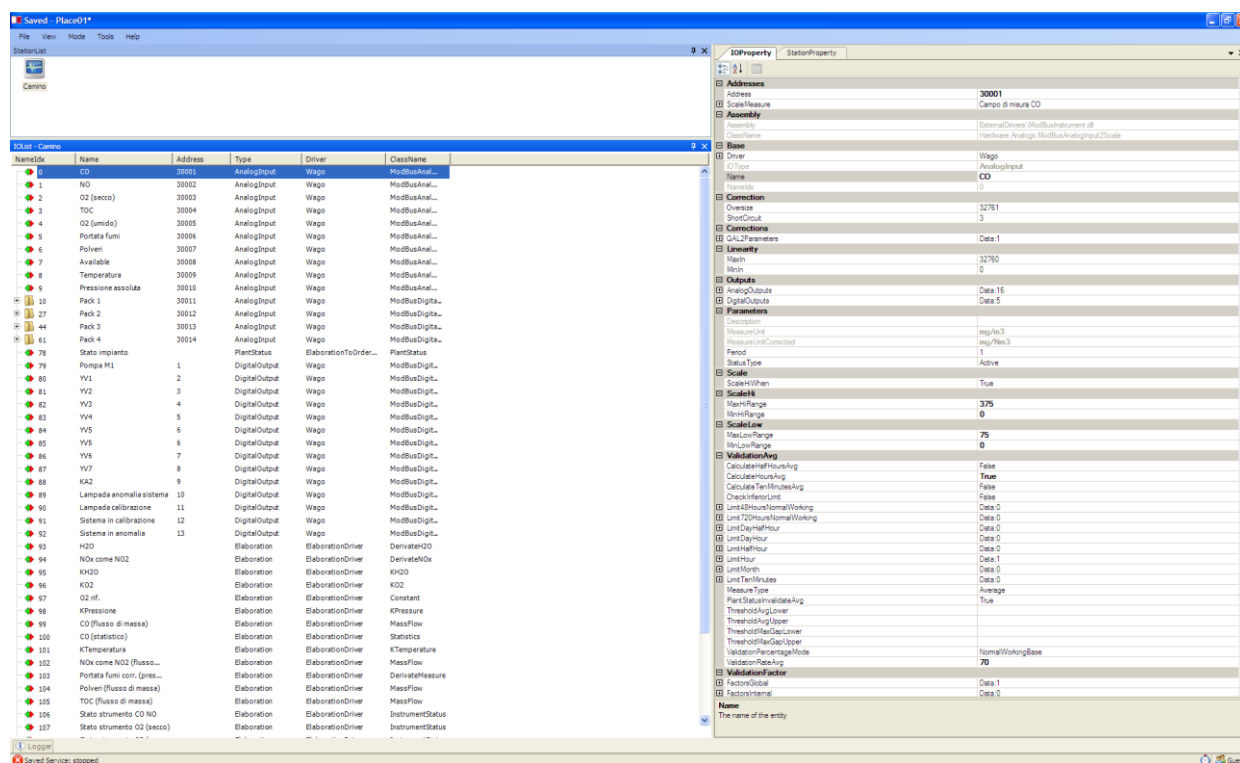 Saved - Place01*
File View Mode Tools Help
StationList
Camino
IOList - Camino
NameIdx Name Address Type Driver ClassName
0 CO 30001 AnalogInput Wago ModBusAnal...
1 NO 30002 AnalogInput Wago ModBusAnal...
2 O2 (secco) 30003 AnalogInput Wago ModBusAnal...
3 TOC 30004 AnalogInput Wago ModBusAnal...
4 O2 (umido) 30005 AnalogInput Wago ModBusAnal...
5 Portata fumi 30006 AnalogInput Wago ModBusAnal...
6 Polveri 30007 AnalogInput Wago ModBusAnal...
7 Available 30008 AnalogInput Wago ModBusAnal...
8 Temperatura 30009 AnalogInput Wago ModBusAnal...
9 Pressione assoluta 30010 AnalogInput Wago ModBusAnal...
10 Pack 1 30011 AnalogInput Wago ModBusDigita...
27 Pack 2 30012 AnalogInput Wago ModBusDigita...
44 Pack 3 30013 AnalogInput Wago ModBusDigita...
61 Pack 4 30014 AnalogInput Wago ModBusDigita...
78 Stato impianto PlantStatus ElaborationToOrder... PlantStatus
79 Pompa M1 1 DigitalOutput Wago ModBusDigit...
80 YV1 2 DigitalOutput Wago ModBusDigit...
81 YV2 3 DigitalOutput Wago ModBusDigit...
82 YV3 4 DigitalOutput Wago ModBusDigit...
83 YV4 5 DigitalOutput Wago ModBusDigit...
84 YV5 6 DigitalOutput Wago ModBusDigit...
85 YV5 6 DigitalOutput Wago ModBusDigit...
86 YV6 7 DigitalOutput Wago ModBusDigit...
87 YV7 8 DigitalOutput Wago ModBusDigit...
88 KA2 9 DigitalOutput Wago ModBusDigit...
89 Lampada anomalia sistema 10 DigitalOutput Wago ModBusDigit...
90 Lampada calibrazione 11 DigitalOutput Wago ModBusDigit...
91 Sistema in calibrazione 12 DigitalOutput Wago ModBusDigit...
92 Sistema in anomalia 13 DigitalOutput Wago ModBusDigit...
93 H2O Elaboration ElaborationDriver DerivateH2O
94 NOx come NO2 Elaboration ElaborationDriver DerivateNOx
95 KH2O Elaboration ElaborationDriver KH2O
96 KO2 Elaboration ElaborationDriver KO2
97 O2 rif. Elaboration ElaborationDriver Constant
98 KPressione Elaboration ElaborationDriver KPressure
99 CO (flusso di massa) Elaboration ElaborationDriver MassFlow
100 CO (statistico) Elaboration ElaborationDriver Statistics
101 KTemperatura Elaboration ElaborationDriver KTemperature
102 NOx come NO2 (flusso... Elaboration ElaborationDriver MassFlow
103 Portata fumi corr. (pres... Elaboration ElaborationDriver DerivateMeasure
104 Polveri (flusso di massa) Elaboration ElaborationDriver MassFlow
105 TOC (flusso di massa) Elaboration ElaborationDriver MassFlow
106 Stato strumento CO NO Elaboration ElaborationDriver InstrumentStatus
107 Stato strumento O2 (secco) Elaboration ElaborationDriver InstrumentStatus
IOProperty StationProperty
Addresses
Address 30001
ScaleMeasure Campo di misura CO
Assembly
Assembly ExternalDrivers\ModBusInstrument.dll
ClassName Hardware.Analogs.ModBusAnalogInput2Scale
Base
Driver Wago
IOType AnalogInput
Name CO
NameIdx 0
Correction
Oversize 32761
ShortCircuit 3
Corrections
QAL2Parameters Data:1
Linearity
MaxIn 32760
MinIn 0
Outputs
AnalogOutputs Data:16
DigitalOutputs Data:5
Parameters
Description
MeasureUnit mg/m3
MeasureUnitCorrected mg/Nm3
Period 1
StatusType Active
Scale
ScaleHiWhen True
ScaleHi
MaxHiRange 375
MinHiRange 0
ScaleLow
MaxLowRange 75
MinLowRange 0
ValidationAvg
CalculateHalfHoursAvg False
CalculateHoursAvg True
CalculateTenMinutesAvg False
CheckInferiorLimit False
Limit48HoursNormalWorking Data:0
Limit720HoursNormalWorking Data:0
LimitDayHalfHour Data:0
LimitDayHour Data:0
LimitHalfHour Data:0
LimitHour Data:1
LimitMonth Data:0
LimitTenMinutes Data:0
MeasureType Average
PlantStatusInvalidateAvg True
ThresholdAvgLower
ThresholdAvgUpper
ThresholdMaxGapLower
ThresholdMaxGapUpper
ValidationPercentageMode NormalWorkingBase
ValidationRateAvg 70
ValidationFactor
FactorsGlobal Data:1
FactorsInternal Data:0
Name
The name of the entity
Logger
Saved Service: stopped